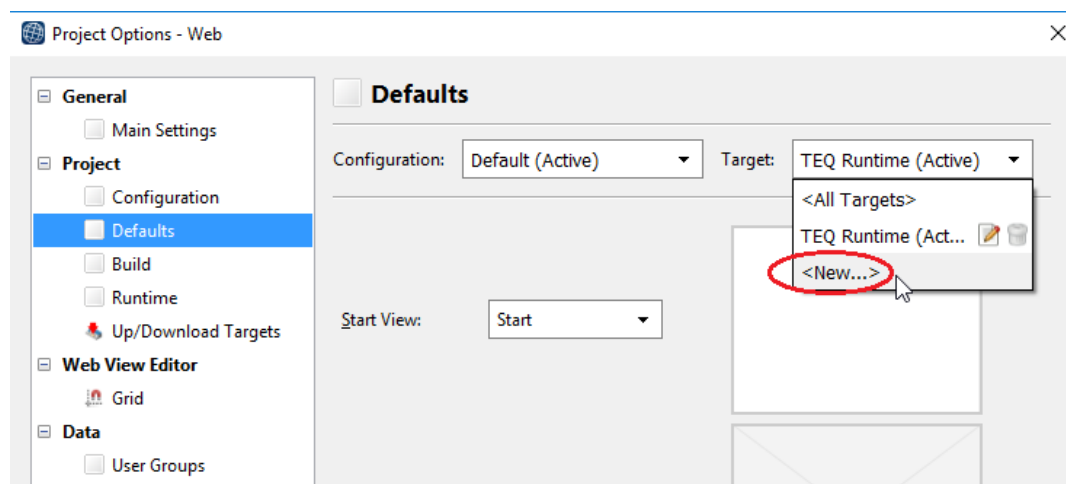 Project Options - Web
General
Main Settings
Project
Configuration
Defaults
Build
Runtime
Up/Download Targets
Web View Editor
Grid
Data
User Groups
Defaults
Configuration: Default (Active) Target: TEQ Runtime (Active)
<All Targets>
TEQ Runtime (Act...
<New...>
Start View: Start